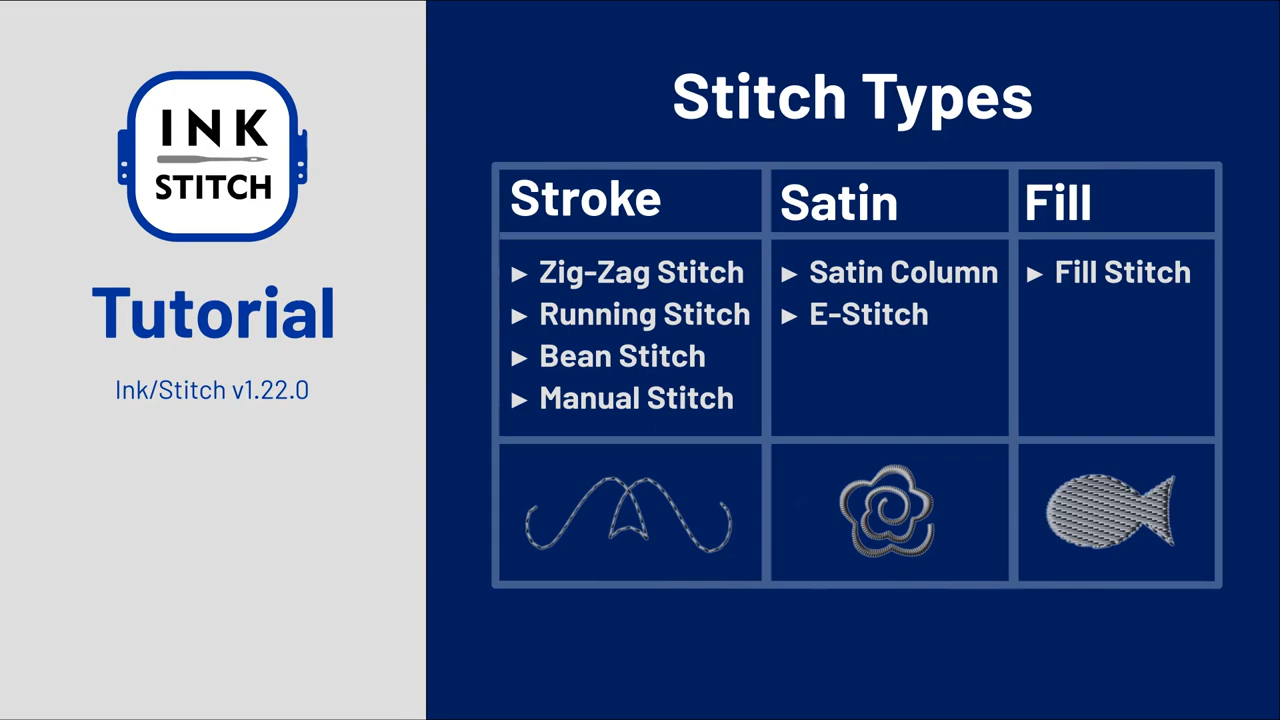 INK
STITCH
Tutorial
Ink/Stitch v1.22.0
Stitch Types
Stroke
► Zig-Zag Stitch
► Running Stitch
► Bean Stitch
► Manual Stitch
Satin
► Satin Column
► E-Stitch
Fill
► Fill Stitch